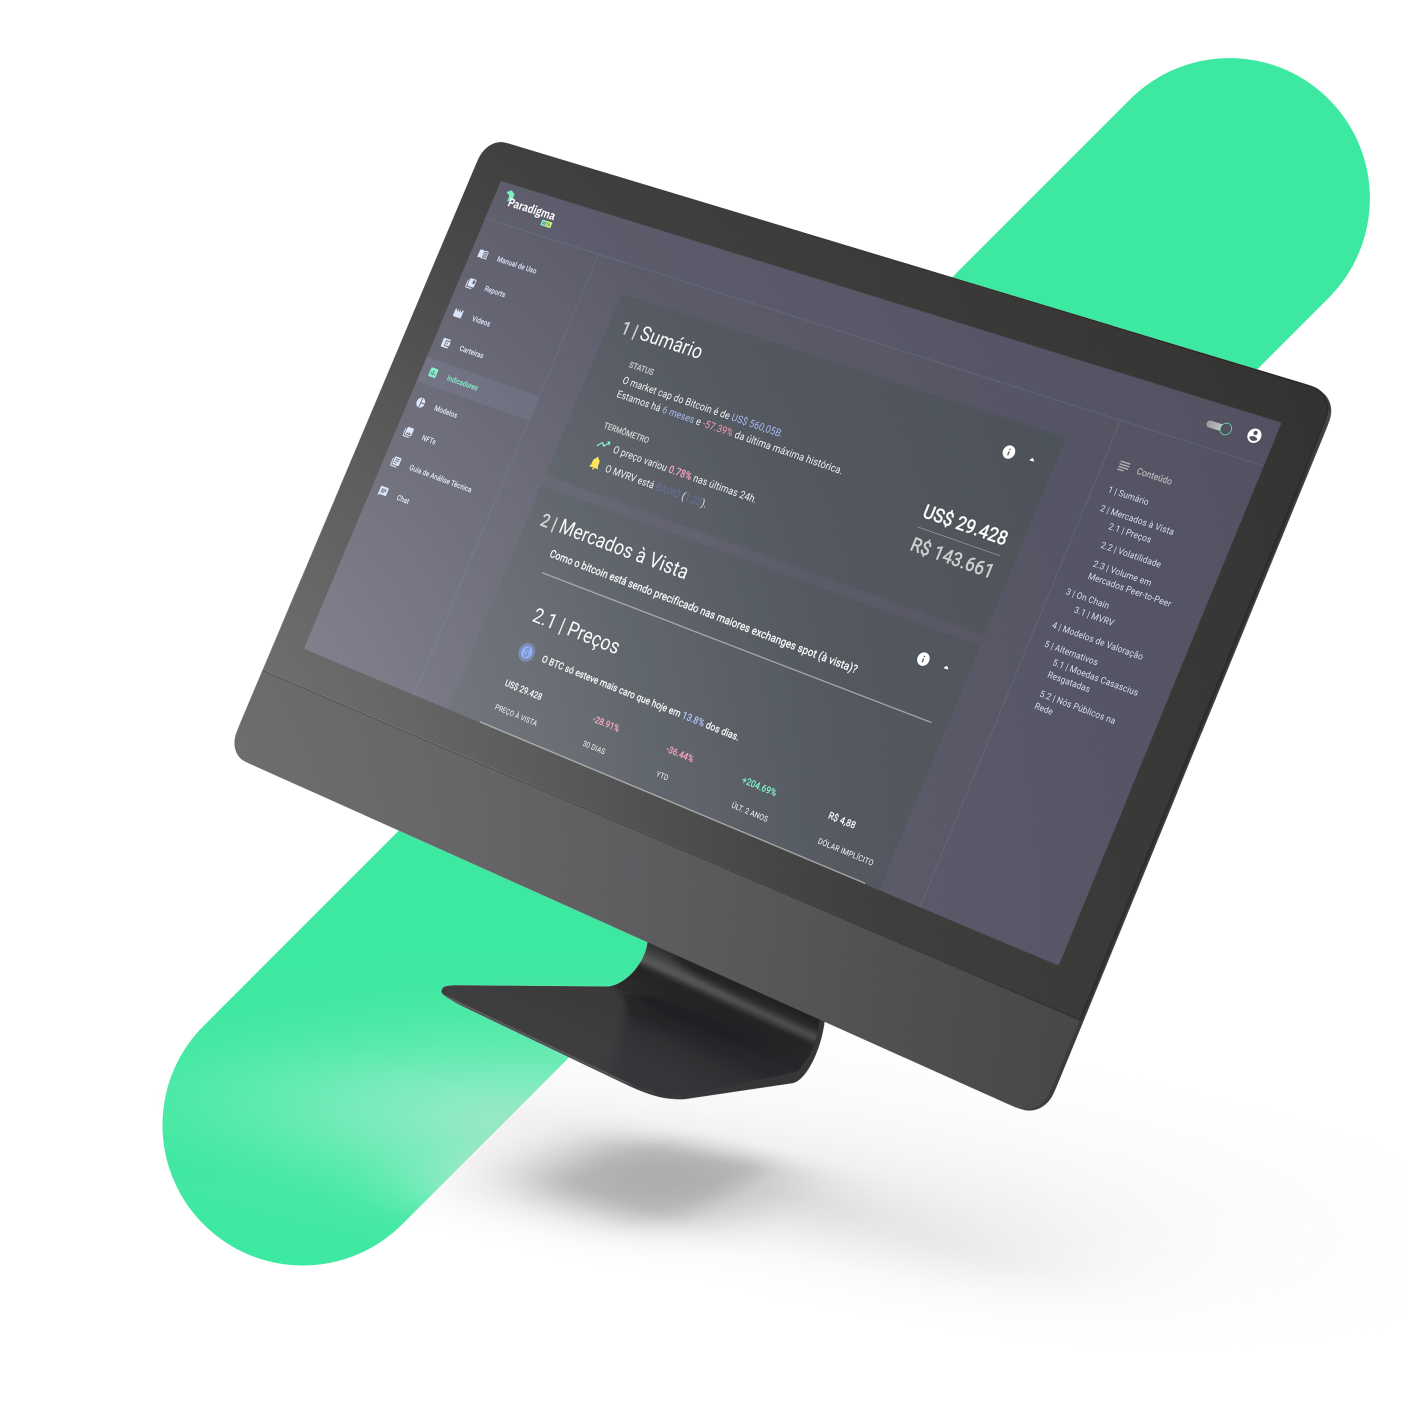 Paradigma
Manual de Uso
Reports
Vídeos
Carteiras
Indicadores
Modelos
NFTs
Guia de Análise Técnica
Chat
1 | Sumário
STATUS
O market cap do Bitcoin é de US$ 560,05B.
Estamos há 6 meses e -57.39% da última máxima histórica.
TERMÔMETRO
O preço variou 0.78% nas últimas 24h.
O MVRV está BAIXO ( ).
US$ 29.428
R$ 143.661
2 | Mercados à Vista
Como o bitcoin está sendo precificado nas maiores exchanges spot (à vista)?
2.1 | Preços
O BTC só esteve mais caro que hoje em 13.8% dos dias.
US$ 29.428
PREÇO À VISTA
-28.91%
30 DIAS
-36.44%
YTD
+204.69%
ÚLT. 2 ANOS
R$ 4,88
DÓLAR IMPLÍCITO
Conteúdo
1 | Sumário
2 | Mercados à Vista
2.1 | Preços
2.2 | Volatilidade
2.3 | Volume em
Mercados Peer-to-Peer
3 | On Chain
3.1 | MVRV
4 | Modelos de Valoração
5 | Alternativos
5.1 | Moedas Casascius
Resgatadas
5.2 | Nós Públicos na
Rede